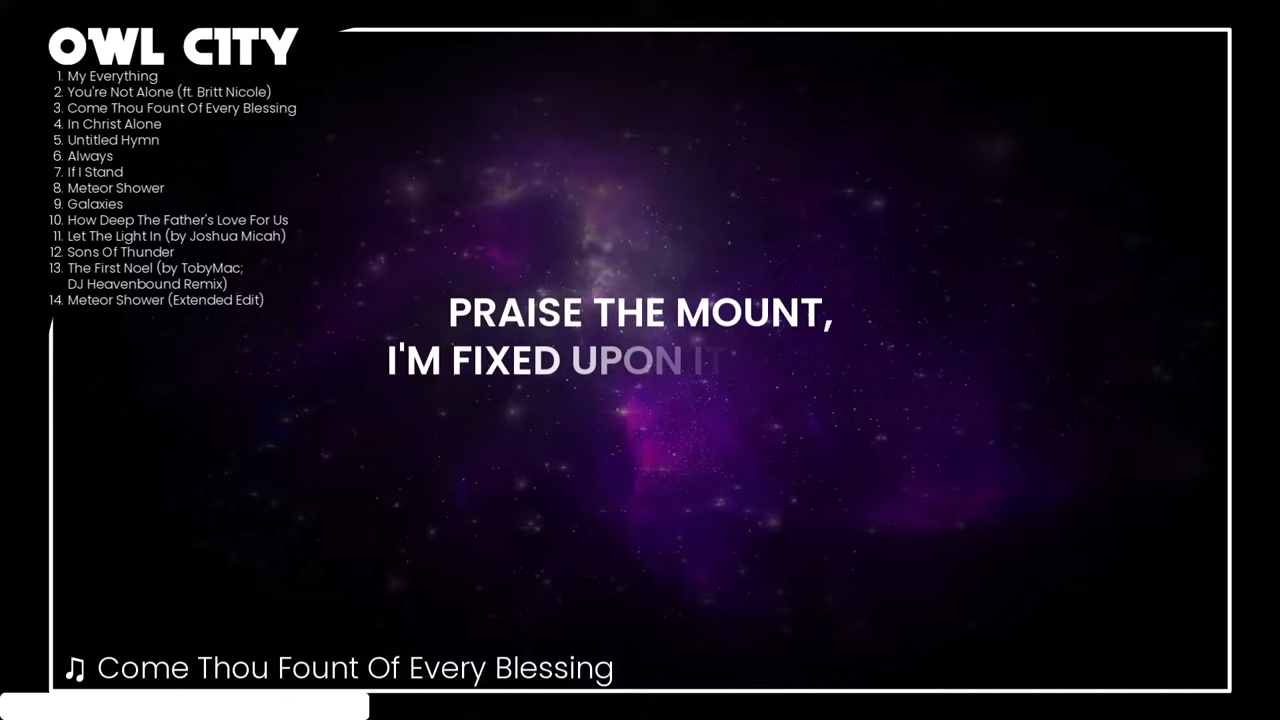 OWL CITY
1. My Everything
2. You're Not Alone (ft. Britt Nicole)
3. Come Thou Fount Of Every Blessing
4. In Christ Alone
5. Untitled Hymn
6. Always
7. If I Stand
8. Meteor Shower
9. Galaxies
10. How Deep The Father's Love For Us
11. Let The Light In (by Joshua Micah)
12. Sons Of Thunder
13. The First Noel (by TobyMac;
DJ Heavenbound Remix)
14. Meteor Shower (Extended Edit)
PRAISE THE MOUNT,
I'M FIXED UPON IT
♫ Come Thou Fount Of Every Blessing